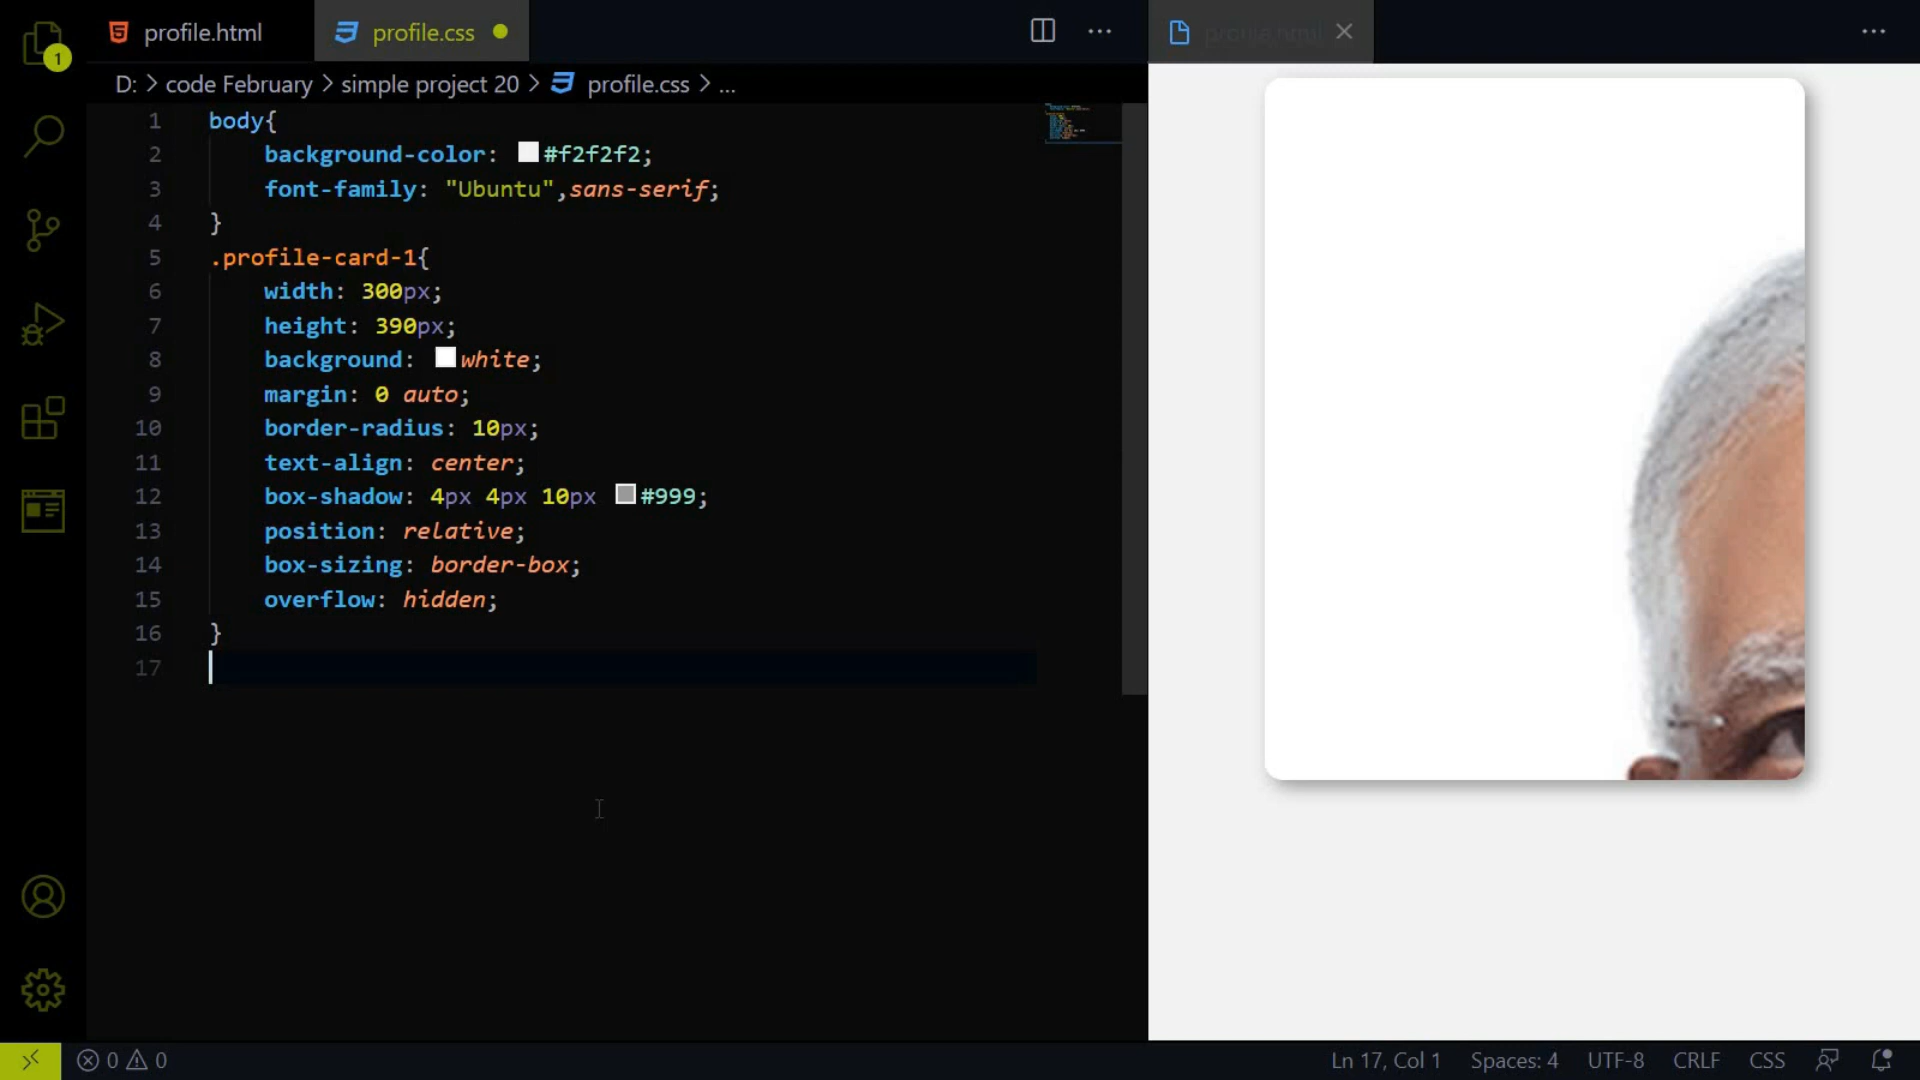 profile.html
profile.css
profile.html
1
D: > code February > simple project 20 > profile.css > ...
1 body{
2 background-color: #f2f2f2;
3 font-family: "Ubuntu",sans-serif;
4 }
5 .profile-card-1{
6 width: 300px;
7 height: 390px;
8 background: white;
9 margin: 0 auto;
10 border-radius: 10px;
11 text-align: center;
12 box-shadow: 4px 4px 10px #999;
13 position: relative;
14 box-sizing: border-box;
15 overflow: hidden;
16 }
17
0 0
Ln 17, Col 1 Spaces: 4 UTF-8 CRLF CSS